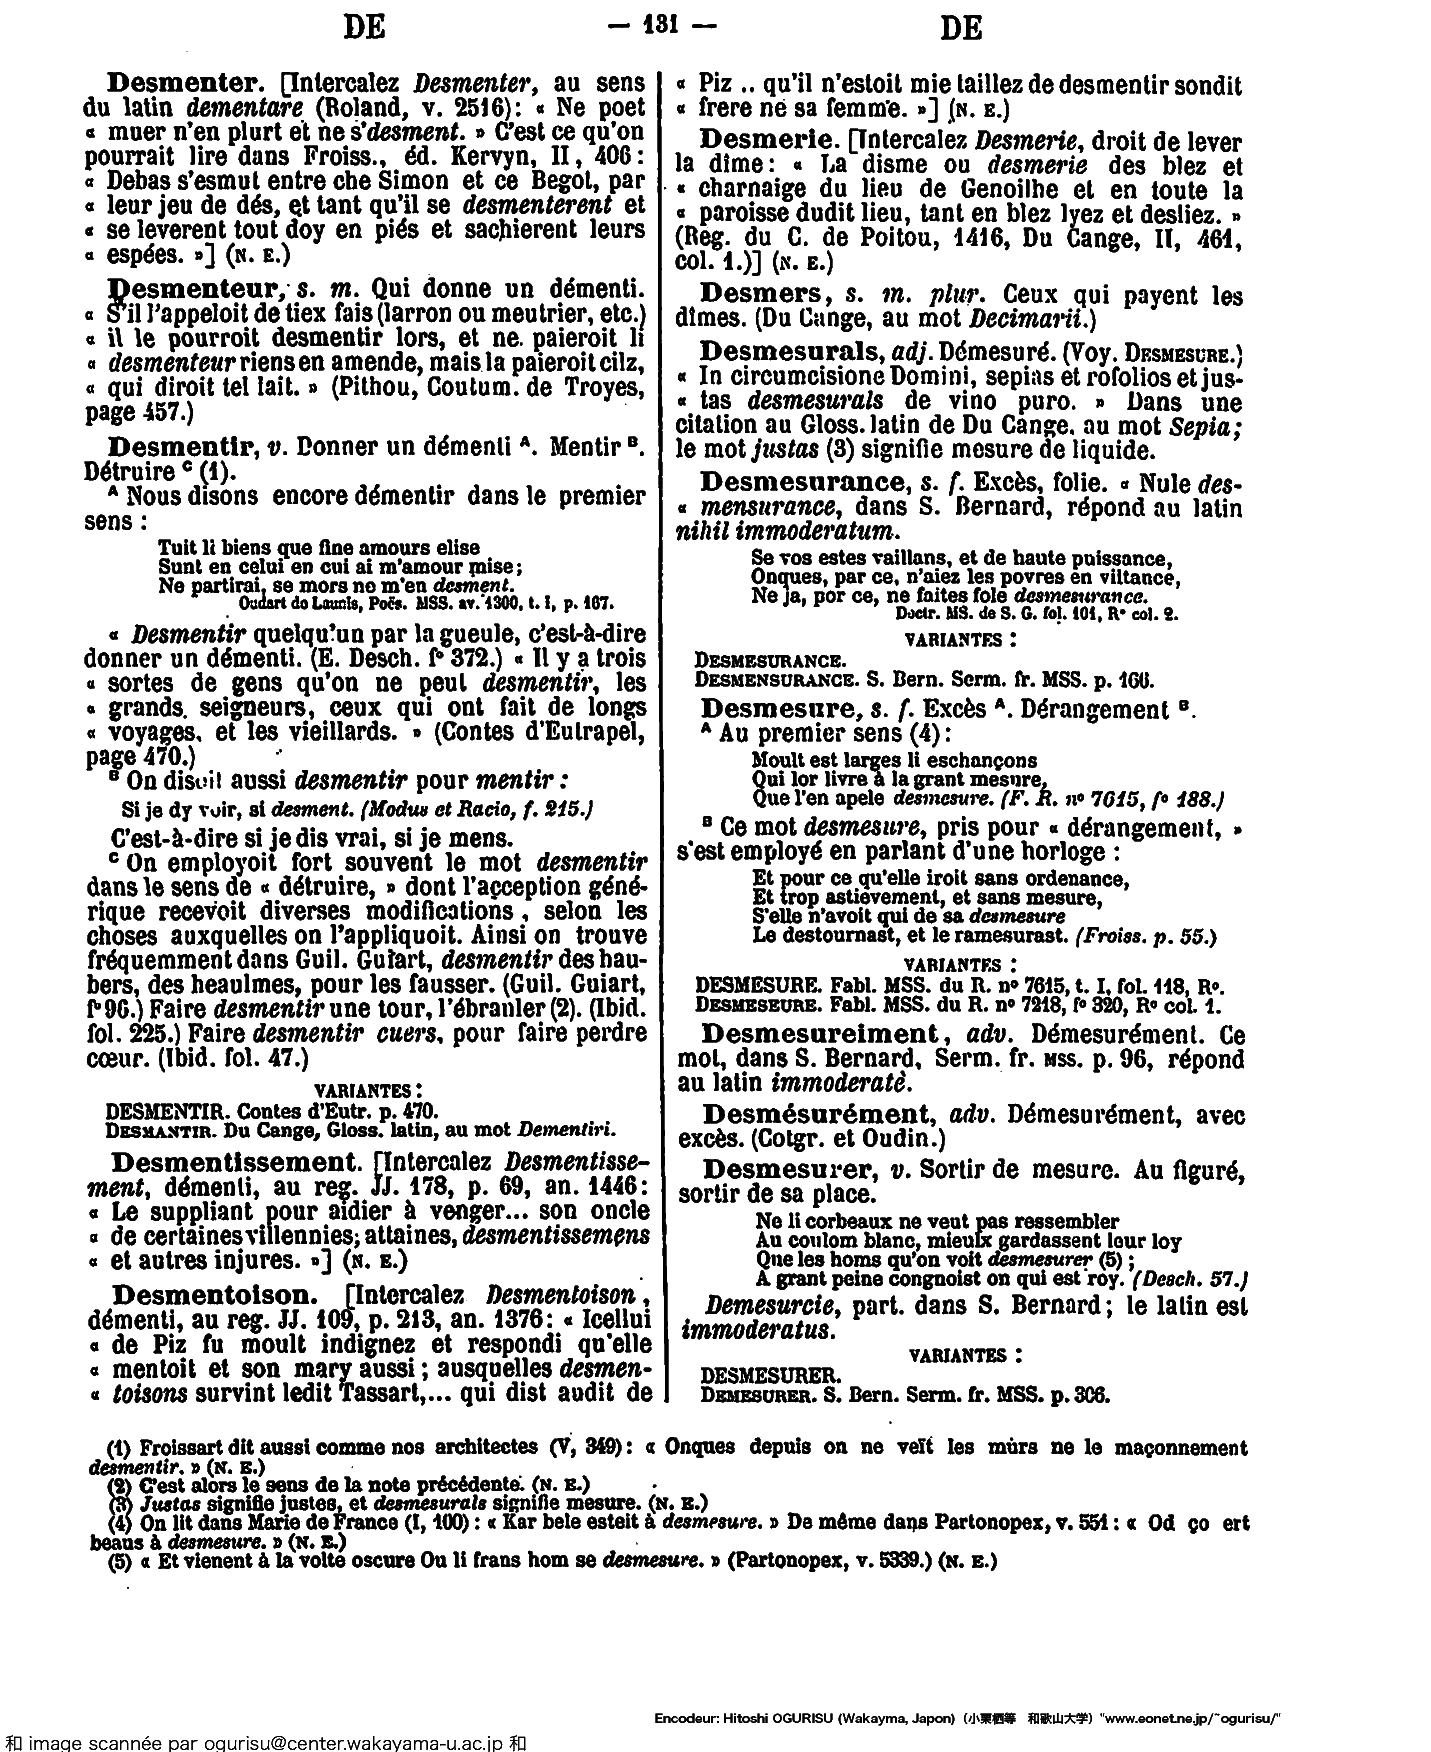 DE — 131 — DE
Desmenter. [Intercalez Desmenter, au sens
du latin dementare (Roland, v. 2516): « Ne poet
« muer n'en plurt et ne s'desment. » C'est ce qu'on
pourrait lire dans Froiss., éd. Kervyn, II, 406 :
« Debas s'esmut entre che Simon et ce Begot, par
« leur jeu de dés, et tant qu'il se desmenterent et
« se leverent tout doy en piés et sachierent leurs
« espées. »] (N. E.)
Desmenteur, s. m. Qui donne un démenti.
« S'il l'appeloit de tiex fais (larron ou meutrier, etc.)
« il le pourroit desmentir lors, et ne paieroit li
« desmenteur riens en amende, mais la paieroit cilz,
« qui diroit tel lait. » (Pithou, Coutum. de Troyes,
page 457.)
Desmentir, v. Donner un démenti A. Mentir B.
Détruire C (1).
A Nous disons encore démentir dans le premier
sens :
Tuit li biens que fine amours elise
Sunt en celui en cui ai m'amour mise;
Ne partirai, se mors ne m'en desment.
Oudart do Launis, Poës. MSS. av. 1300, t. I, p. 167.
« Desmentir quelqu'un par la gueule, c'est-à-dire
donner un démenti. (E. Desch. fo 372.) « Il y a trois
« sortes de gens qu'on ne peut desmentir, les
« grands seigneurs, ceux qui ont fait de longs
« voyages, et les vieillards. » (Contes d'Eutrapel,
page 470.)
B On disoit aussi desmentir pour mentir :
Si je dy voir, si desment. (Modus et Racio, f. 215.)
C'est-à-dire si je dis vrai, si je mens.
C On employoit fort souvent le mot desmentir
dans le sens de « détruire, » dont l'acception géné-
rique recevoit diverses modifications, selon les
choses auxquelles on l'appliquoit. Ainsi on trouve
fréquemment dans Guil. Guiart, desmentir des hau-
bers, des heaulmes, pour les fausser. (Guil. Guiart,
fo 96.) Faire desmentir une tour, l'ébranler (2). (Ibid.
fol. 225.) Faire desmentir cuers, pour faire perdre
cœur. (Ibid. fol. 47.)
VARIANTES :
DESMENTIR. Contes d'Eutr. p. 470.
DESMANTIR. Du Cange, Gloss. latin, au mot Dementiri.
Desmentissement. [Intercalez Desmentisse-
ment, démenti, au reg. JJ. 178, p. 69, an. 1446 :
« Le suppliant pour aidier à venger... son oncle
« de certaines villennies, attaines, desmentissemens
« et autres injures. »] (N. E.)
Desmentoison. [Intercalez Desmentoison,
démenti, au reg. JJ. 109, p. 213, an. 1376 : « Icellui
« de Piz fu moult indignez et respondi qu'elle
« mentoit et son mary aussi ; ausquelles desmen-
« toisons survint ledit Tassart,... qui dist audit de
« Piz .. qu'il n'estoit mie taillez de desmentir sondit
« frere ne sa femme. »] (N. E.)
Desmerie. [Intercalez Desmerie, droit de lever
la dîme : « La disme ou desmerie des blez et
« charnaige du lieu de Genoilhe et en toute la
« paroisse dudit lieu, tant en blez lyez et desliez. »
(Reg. du C. de Poitou, 1416, Du Cange, II, 461,
col. 1.)] (N. E.)
Desmers, s. m. plur. Ceux qui payent les
dîmes. (Du Cange, au mot Decimarii.)
Desmesurals, adj. Démesuré. (Voy. DESMESURE.)
« In circumcisione Domini, sepias et rofolios et jus-
« tas desmesurals de vino puro. » Dans une
citation au Gloss. latin de Du Cange, au mot Sepia;
le mot justas (3) signifie mesure de liquide.
Desmesurance, s. f. Excès, folie. « Nule des-
« mensurance, dans S. Bernard, répond au latin
nihil immoderatum.
Se vos estes vaillans, et de haute puissance,
Onques, par ce, n'aiez les povres en viltance,
Ne ja, por ce, ne faites fole desmesurance.
Doctr. MS. de S. G. fol. 101, Ro col. 2.
VARIANTES :
DESMESURANCE.
DESMENSURANCE. S. Bern. Serm. fr. MSS. p. 166.
Desmesure, s. f. Excès A. Dérangement B.
A Au premier sens (4) :
Moult est larges li eschançons
Qui lor livre à la grant mesure,
Que l'en apele desmesure. (F. R. no 7615, fo 188.)
B Ce mot desmesure, pris pour « dérangement, »
s'est employé en parlant d'une horloge :
Et pour ce qu'elle iroit sans ordenance,
Et trop astievement, et sans mesure,
S'elle n'avoit qui de sa desmesure
Le destournast, et le ramesurast. (Froiss. p. 55.)
VARIANTES :
DESMESURE. Fabl. MSS. du R. no 7615, t. I, fol. 118, Ro.
DESMESEURE. Fabl. MSS. du R. no 7218, fo 320, Ro col. 1.
Desmesureiment, adv. Démesurément. Ce
mot, dans S. Bernard, Serm. fr. MSS. p. 96, répond
au latin immoderatè.
Desmésurément, adv. Démesurément, avec
excès. (Cotgr. et Oudin.)
Desmesurer, v. Sortir de mesure. Au figuré,
sortir de sa place.
Ne li corbeaux ne veut pas ressembler
Au coulom blanc, mieulx gardassent leur loy
Que les homs qu'on voit desmesurer (5) ;
A grant peine congnoist on qui est roy. (Desch. 57.)
Demesurcie, part. dans S. Bernard ; le latin est
immoderatus.
VARIANTES :
DESMESURER.
DEMESURER. S. Bern. Serm. fr. MSS. p. 306.
(1) Froissart dit aussi comme nos architectes (V, 349) : « Onques depuis on ne veït les mûrs ne le maçonnement
desmentir. » (N. E.)
(2) C'est alors le sens de la note précédente. (N. E.)
(3) Justas signifie justes, et desmesurals signifie mesure. (N. E.)
(4) On lit dans Marie de France (I, 100) : « Kar bele esteit à desmesure. » De même dans Partonopex, v. 551 : « Od ço ert
beaus à desmesure. » (N. E.)
(5) « Et vienent à la volte oscure Ou li frans hom se desmesure. » (Partonopex, v. 5339.) (N. E.)
Encodeur: Hitoshi OGURISU (Wakayma, Japon) (小栗栖等 和歌山大学) "www.eonet.ne.jp/~ogurisu/"
和 image scannée par ogurisu@center.wakayama-u.ac.jp 和